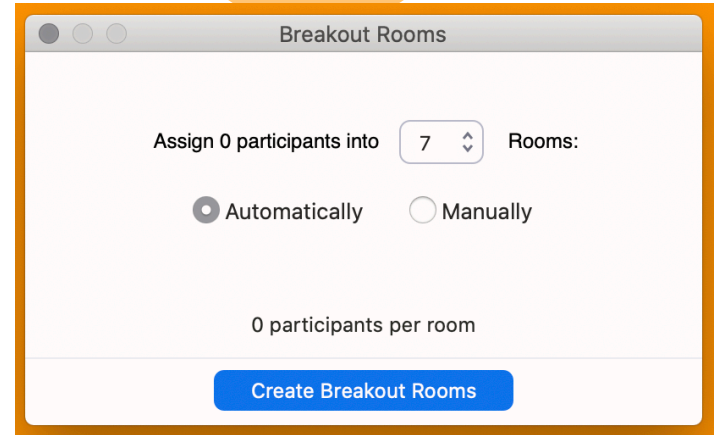 Breakout Rooms
Assign 0 participants into 7 Rooms:
Automatically Manually
0 participants per room
Create Breakout Rooms